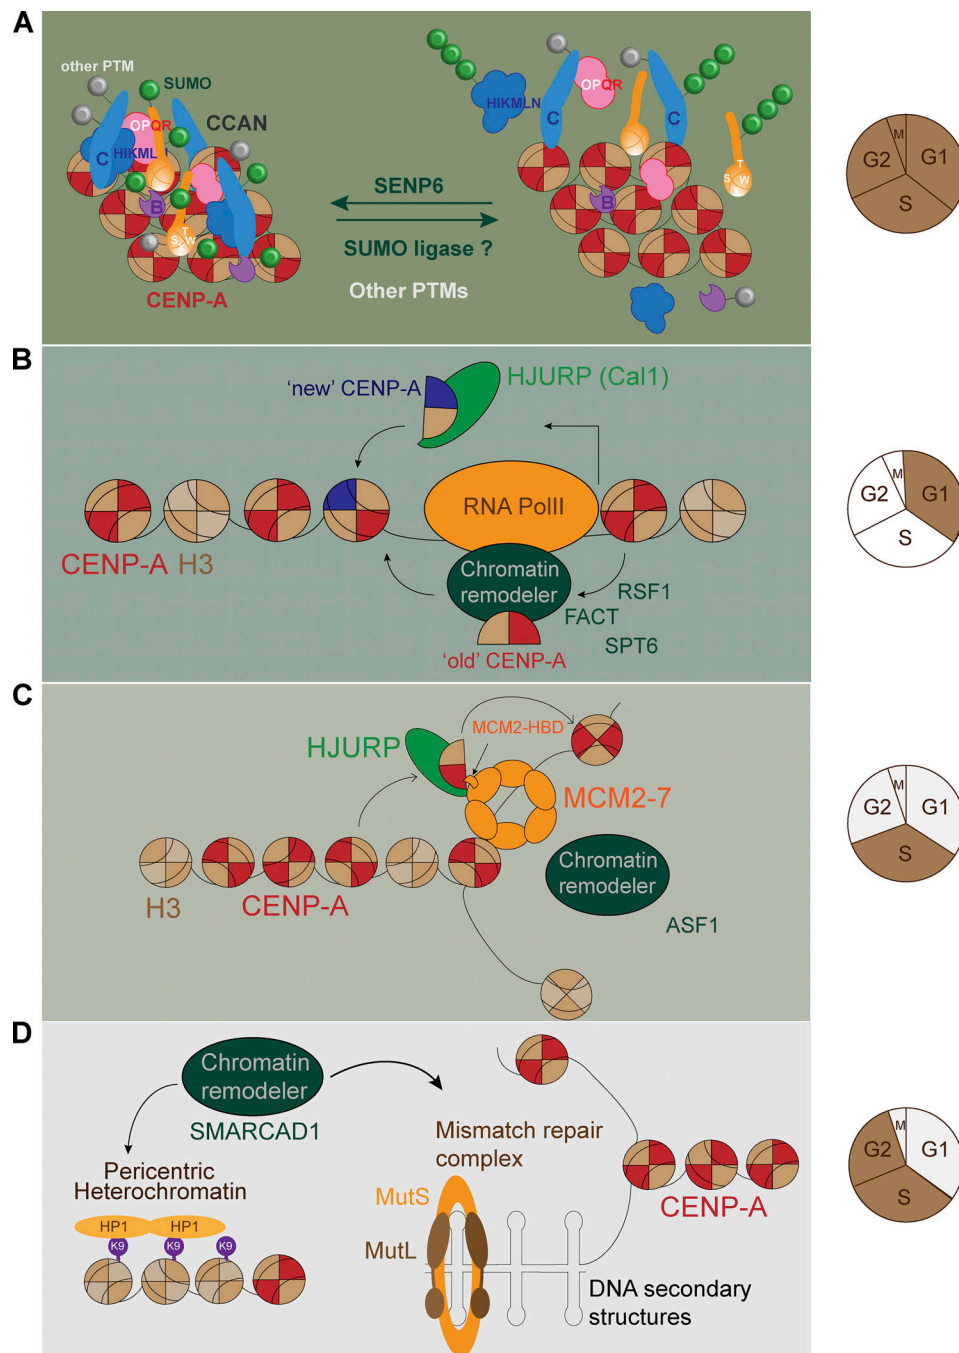 A
other PTM
SUMO
CCAN
OPQR
C
HIKMLN
B
S T W
CENP-A
SENP6
SUMO ligase ?
Other PTMs
HIKMLN
OPQR
C
C
B
S T W
M
G2
G1
S
B
'new' CENP-A
HJURP (Cal1)
RNA PolII
CENP-A H3
Chromatin
remodeler
RSF1
FACT
SPT6
'old' CENP-A
M
G2
G1
S
C
MCM2-HBD
HJURP
MCM2-7
Chromatin
remodeler
H3
CENP-A
ASF1
M
G2
G1
S
D
Chromatin
remodeler
SMARCAD1
Pericentric
Heterochromatin
HP1 HP1
K9 K9 K9
Mismatch repair
complex
MutS
MutL
CENP-A
DNA secondary
structures
M
G2
G1
S